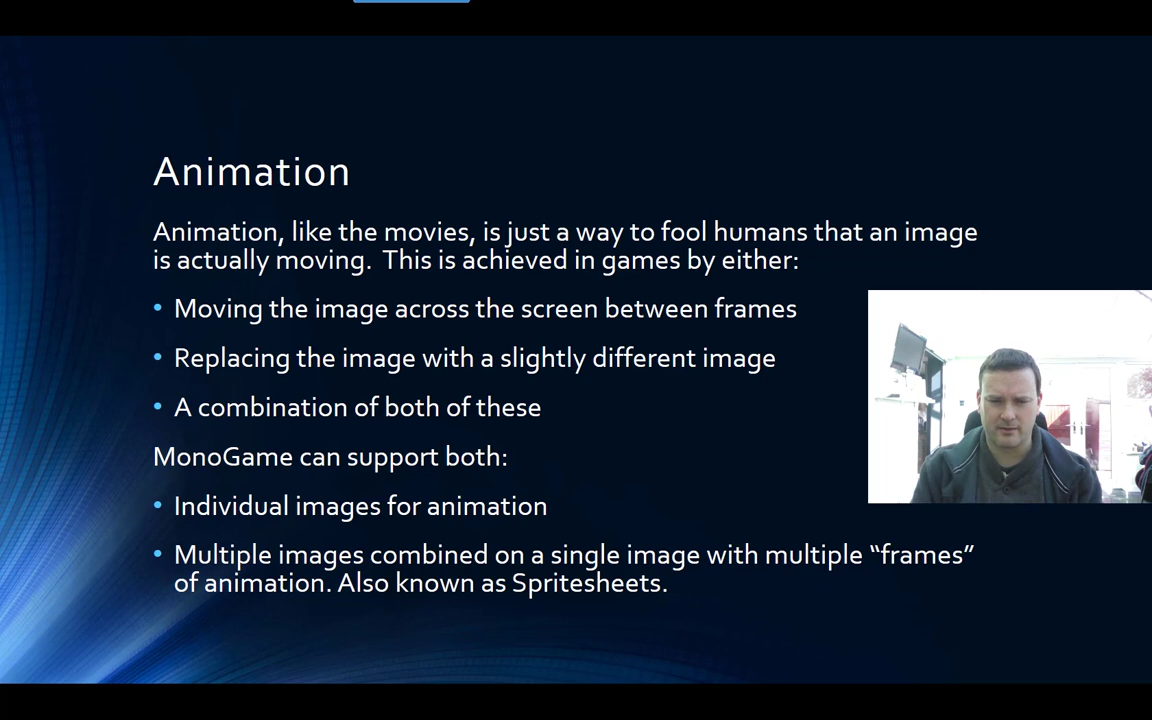 Animation
Animation, like the movies, is just a way to fool humans that an image
is actually moving.  This is achieved in games by either:
• Moving the image across the screen between frames
• Replacing the image with a slightly different image
• A combination of both of these
MonoGame can support both:
• Individual images for animation
• Multiple images combined on a single image with multiple “frames”
of animation. Also known as Spritesheets.